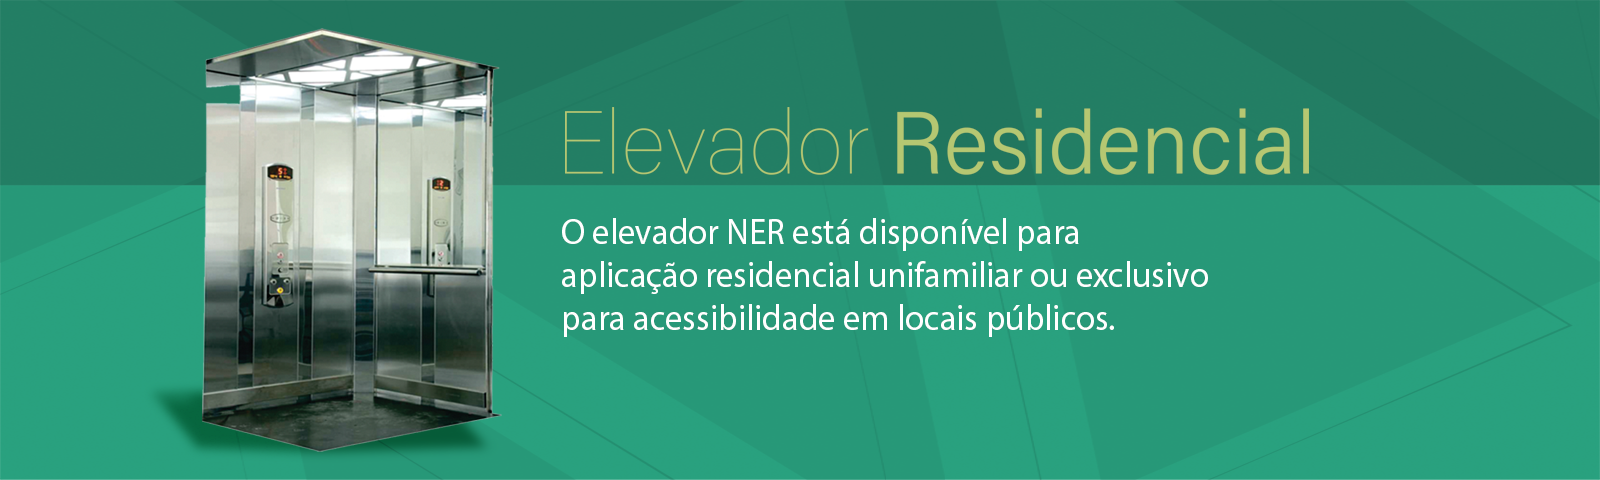 Elevador Residencial
O elevador NER está disponível para
aplicação residencial unifamiliar ou exclusivo
para acessibilidade em locais públicos.